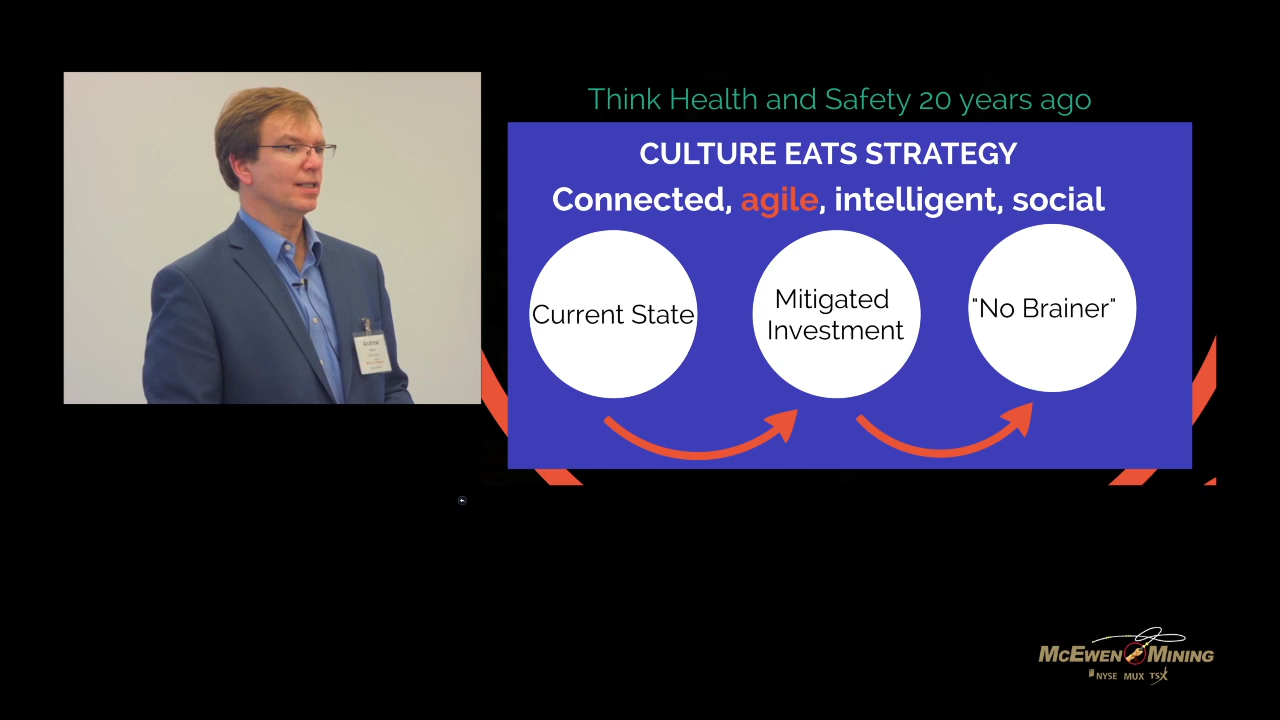 Think Health and Safety 20 years ago
CULTURE EATS STRATEGY
Connected, agile, intelligent, social
Current State
Mitigated
Investment
"No Brainer"
Andrew
McEwen Mining
NYSE MUX TSX